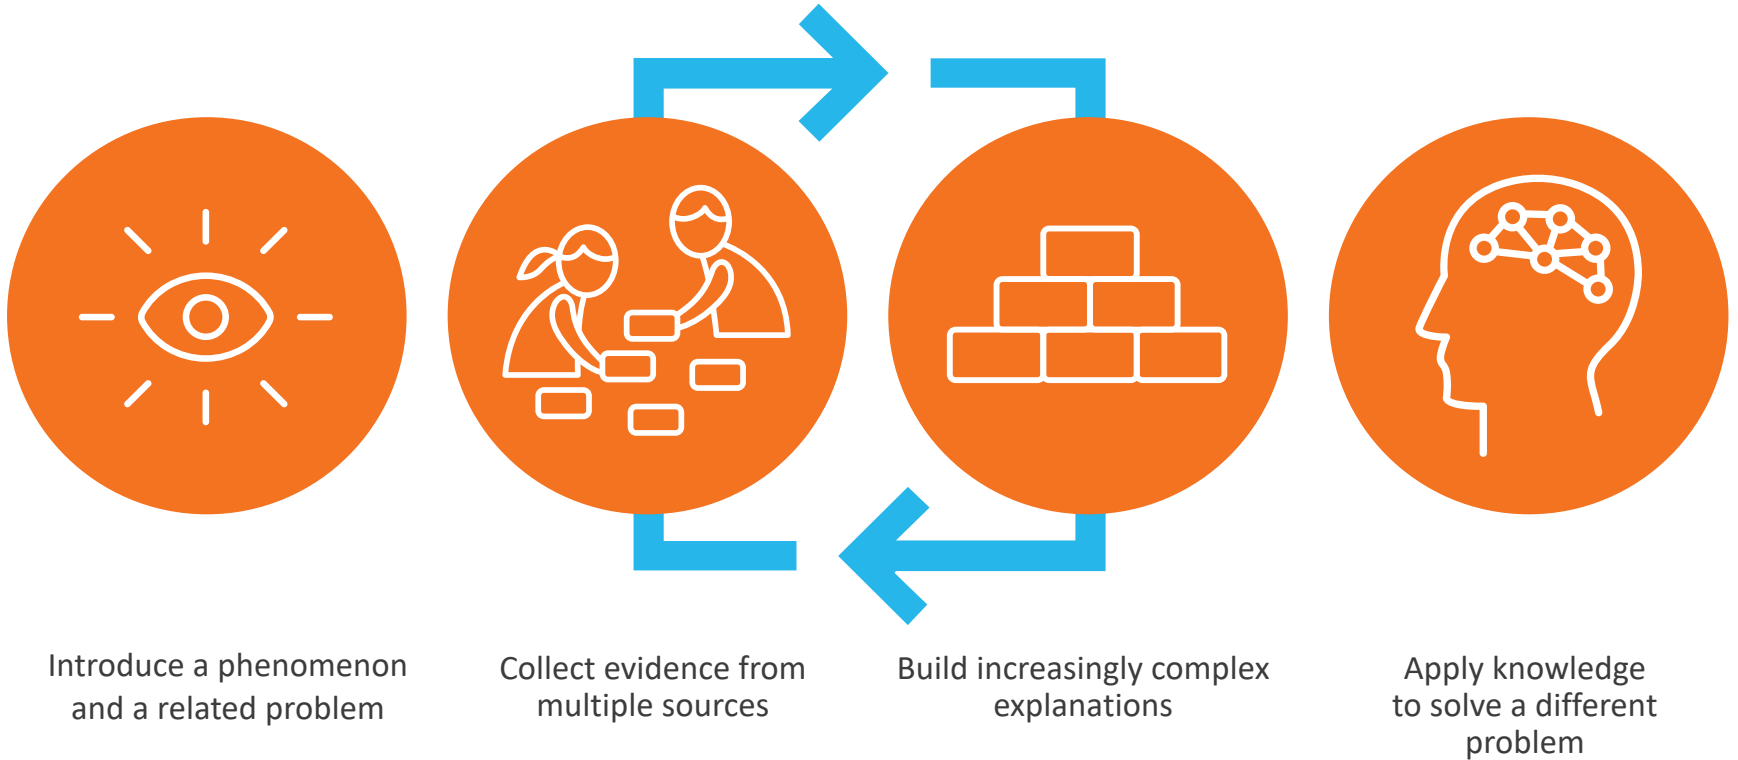 Introduce a phenomenon
and a related problem
Collect evidence from
multiple sources
Build increasingly complex
explanations
Apply knowledge
to solve a different
problem